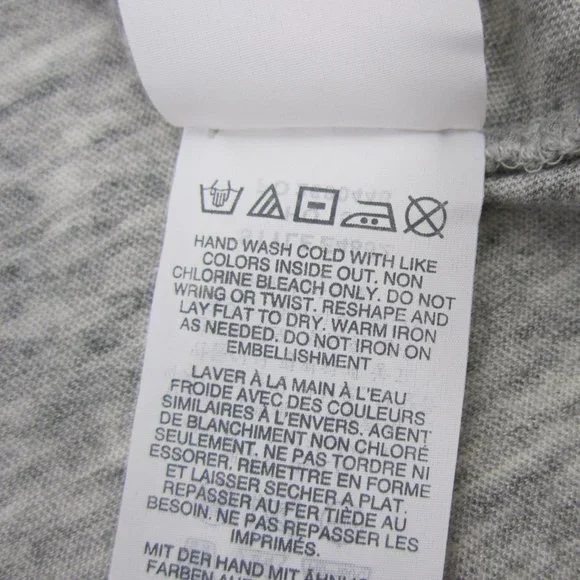 HAND WASH COLD WITH LIKE
COLORS INSIDE OUT. NON
CHLORINE BLEACH ONLY. DO NOT
WRING OR TWIST. RESHAPE AND
LAY FLAT TO DRY. WARM IRON
AS NEEDED. DO NOT IRON ON
EMBELLISHMENT
LAVER À LA MAIN À L'EAU
FROIDE AVEC DES COULEURS
SIMILAIRES À L'ENVERS. AGENT
DE BLANCHIMENT NON CHLORÉ
SEULEMENT. NE PAS TORDRE NI
ESSORER, REMETTRE EN FORME
ET LAISSER SECHER A PLAT.
REPASSER AU FER TIÈDE AU
BESOIN. NE PAS REPASSER LES
IMPRIMÉS.
MIT DER HAND MIT
FARBEN